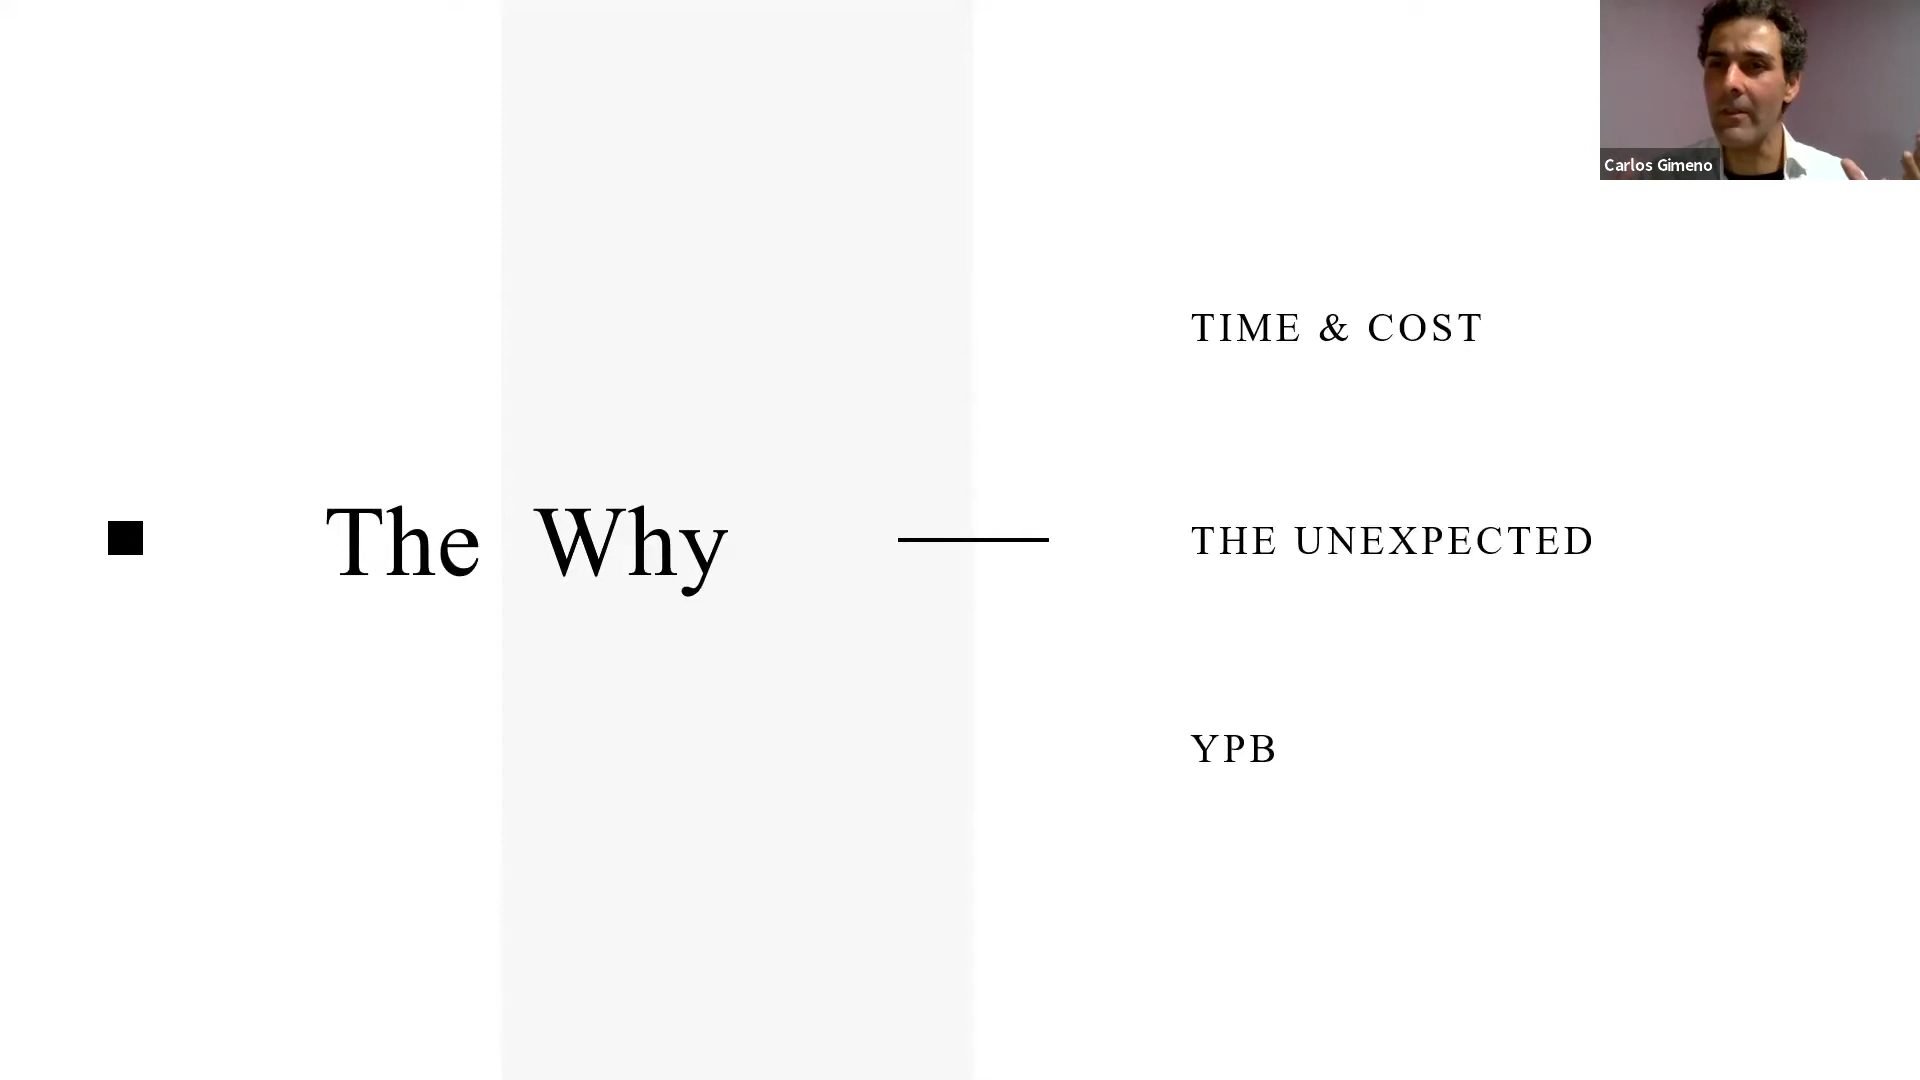 Carlos Gimeno
The Why
TIME & COST
THE UNEXPECTED
YPB